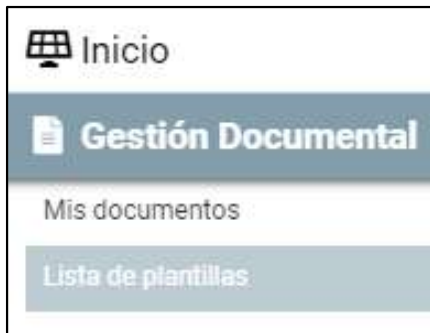 Inicio
Gestión Documental
Mis documentos
Lista de plantillas